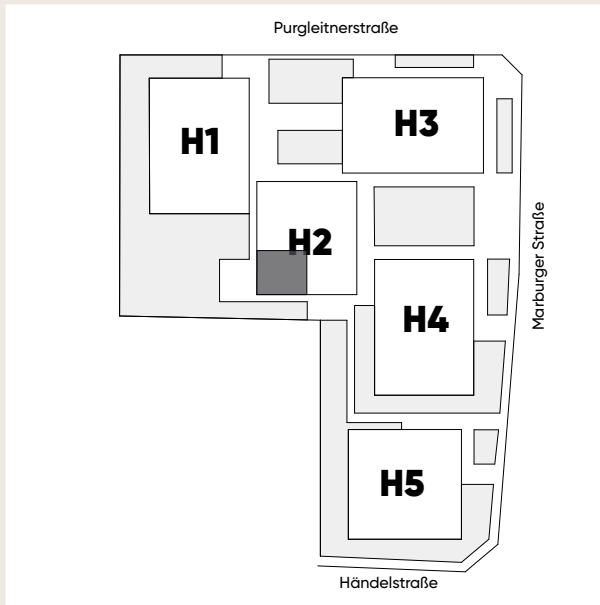 Purgleitnerstraße
H3
H1
Marburger Straße
H2
H4
H5
Händelstraße